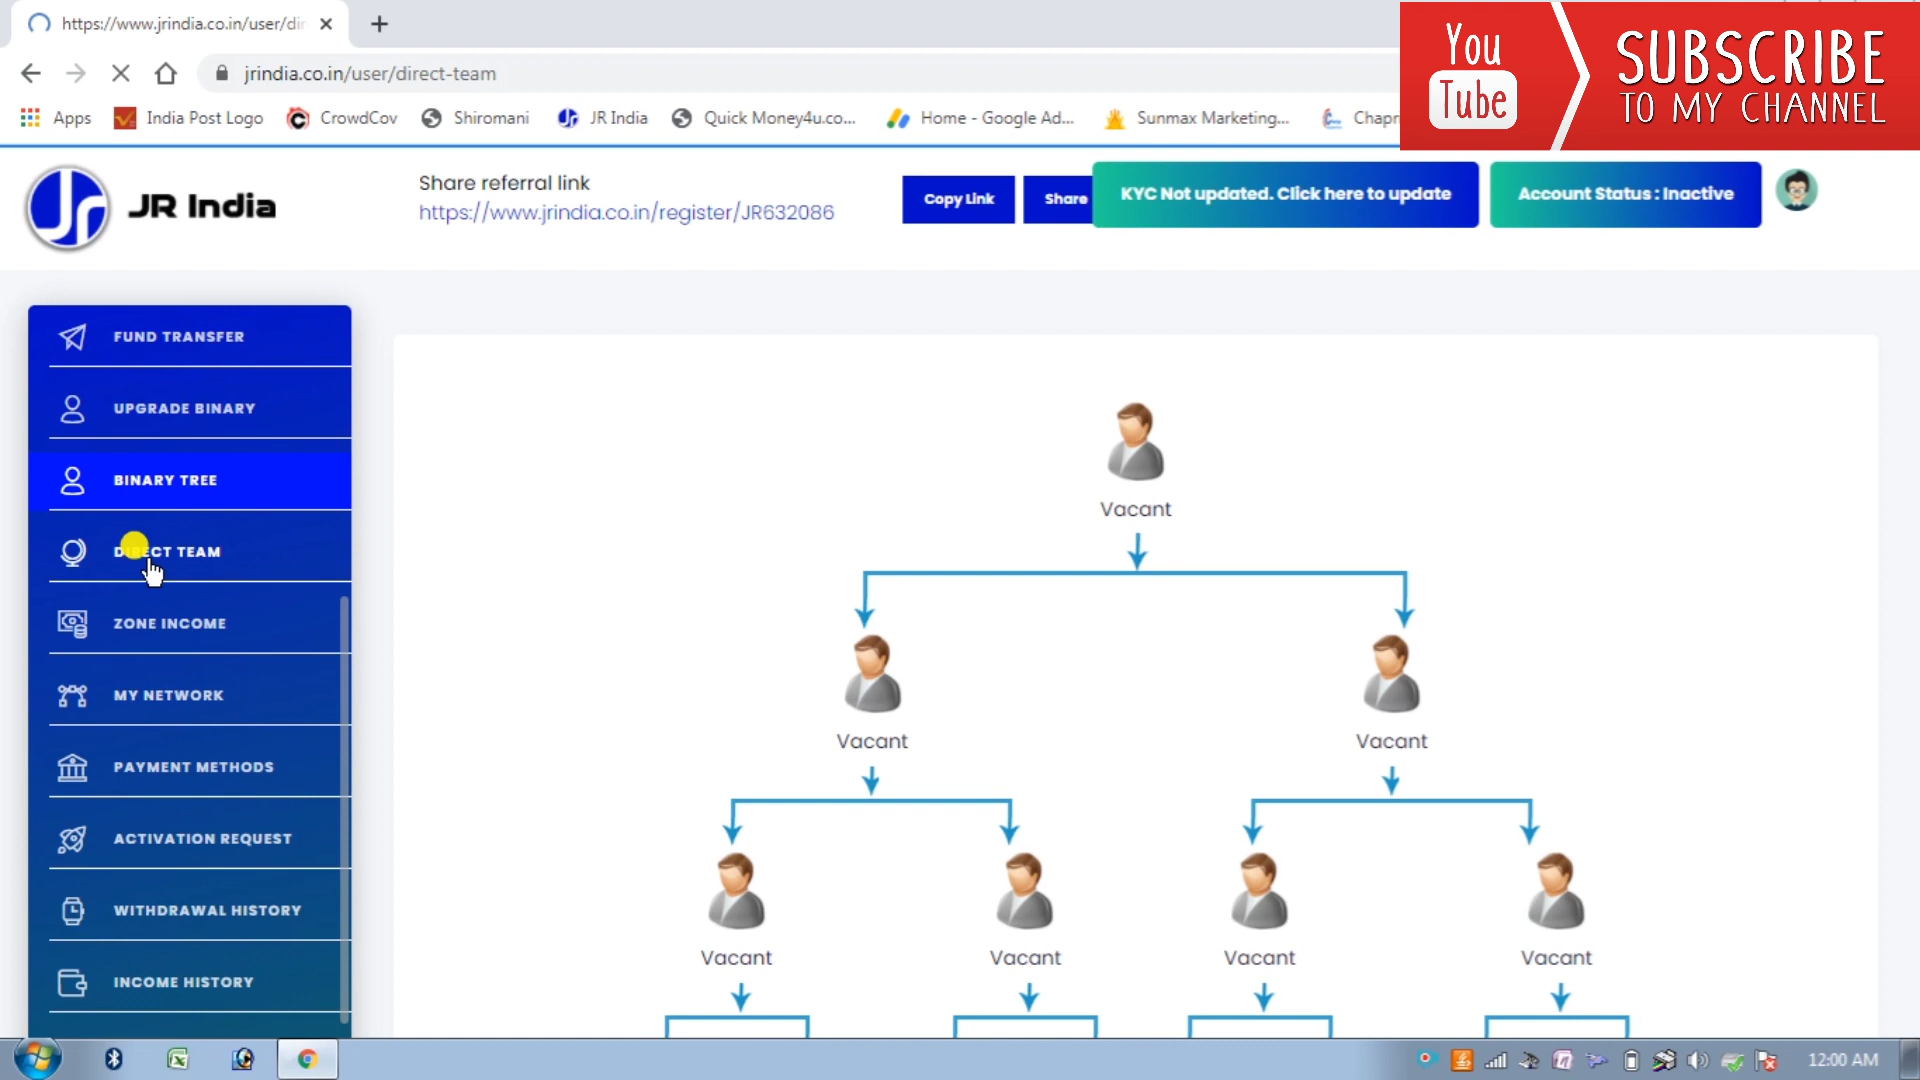 https://www.jrindia.co.in/user/dir
jrindia.co.in/user/direct-team
Apps
India Post Logo
CrowdCov
Shiromani
JR India
Quick Money4u.co...
Home - Google Ad...
Sunmax Marketing...
Chapr
You
Tube
SUBSCRIBE
TO MY CHANNEL
JR India
Share referral link
https://www.jrindia.co.in/register/JR632086
Copy Link
Share
KYC Not updated. Click here to update
Account Status : Inactive
FUND TRANSFER
UPGRADE BINARY
BINARY TREE
DIRECT TEAM
ZONE INCOME
MY NETWORK
PAYMENT METHODS
ACTIVATION REQUEST
WITHDRAWAL HISTORY
INCOME HISTORY
Vacant
Vacant
Vacant
Vacant
Vacant
Vacant
Vacant
12:00 AM